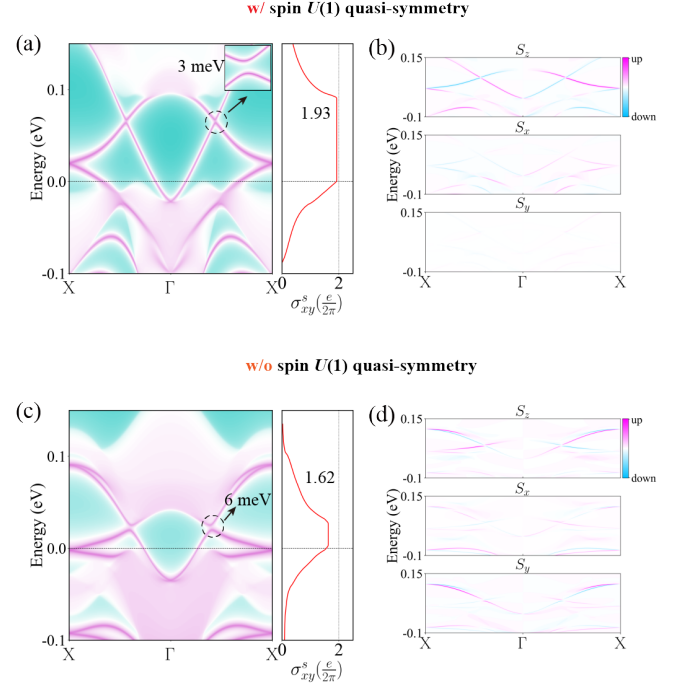 w/ spin U(1) quasi-symmetry
(a)
Energy (eV)
0.1
0.0
-0.1
X
Γ
X
3 meV
1.93
0
2
σ^s_xy(e/2π)
(b)
Energy (eV)
S_z
0.15
-0.1
up
down
S_x
0.15
-0.1
S_y
0.15
-0.1
X
Γ
X
w/o spin U(1) quasi-symmetry
(c)
Energy (eV)
0.1
0.0
-0.1
X
Γ
X
6 meV
1.62
0
2
σ^s_xy(e/2π)
(d)
Energy (eV)
S_z
0.15
-0.1
up
down
S_x
0.15
-0.1
S_y
0.15
-0.1
X
Γ
X